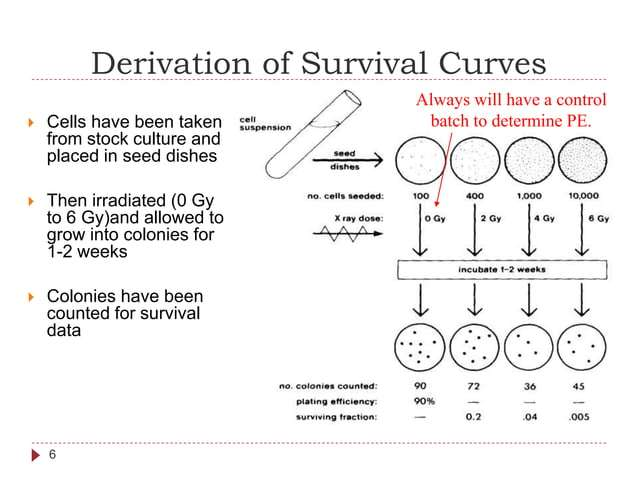 Derivation of Survival Curves
Cells have been taken
from stock culture and
placed in seed dishes
Then irradiated (0 Gy
to 6 Gy)and allowed to
grow into colonies for
1-2 weeks
Colonies have been
counted for survival
data
Always will have a control
batch to determine PE.
cell
suspension
seed
dishes
no. cells seeded: 100 400 1,000 10,000
X ray dose: 0 Gy 2 Gy 4 Gy 6 Gy
incubate 1-2 weeks
no. colonies counted: 90 72 36 45
plating efficiency: 90% — — —
surviving fraction: — 0.2 .04 .005
6